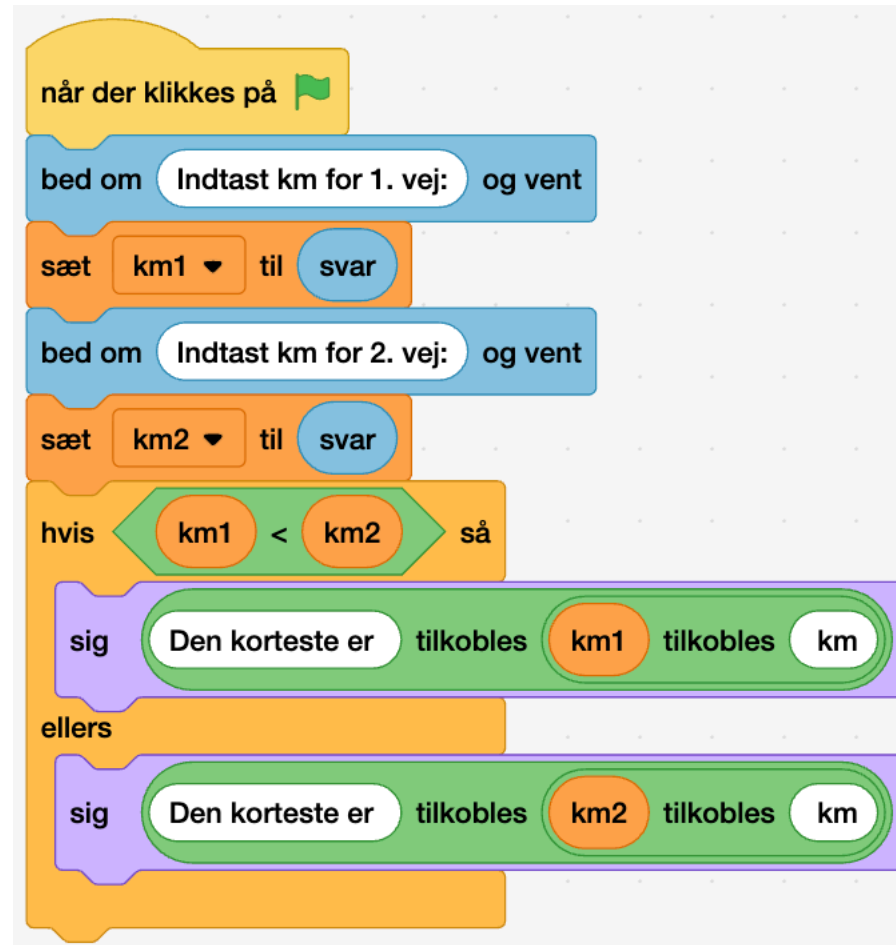 når der klikkes på
bed om Indtast km for 1. vej: og vent
sæt km1 til svar
bed om Indtast km for 2. vej: og vent
sæt km2 til svar
hvis km1 < km2 så
sig Den korteste er tilkobles km1 tilkobles km
ellers
sig Den korteste er tilkobles km2 tilkobles km